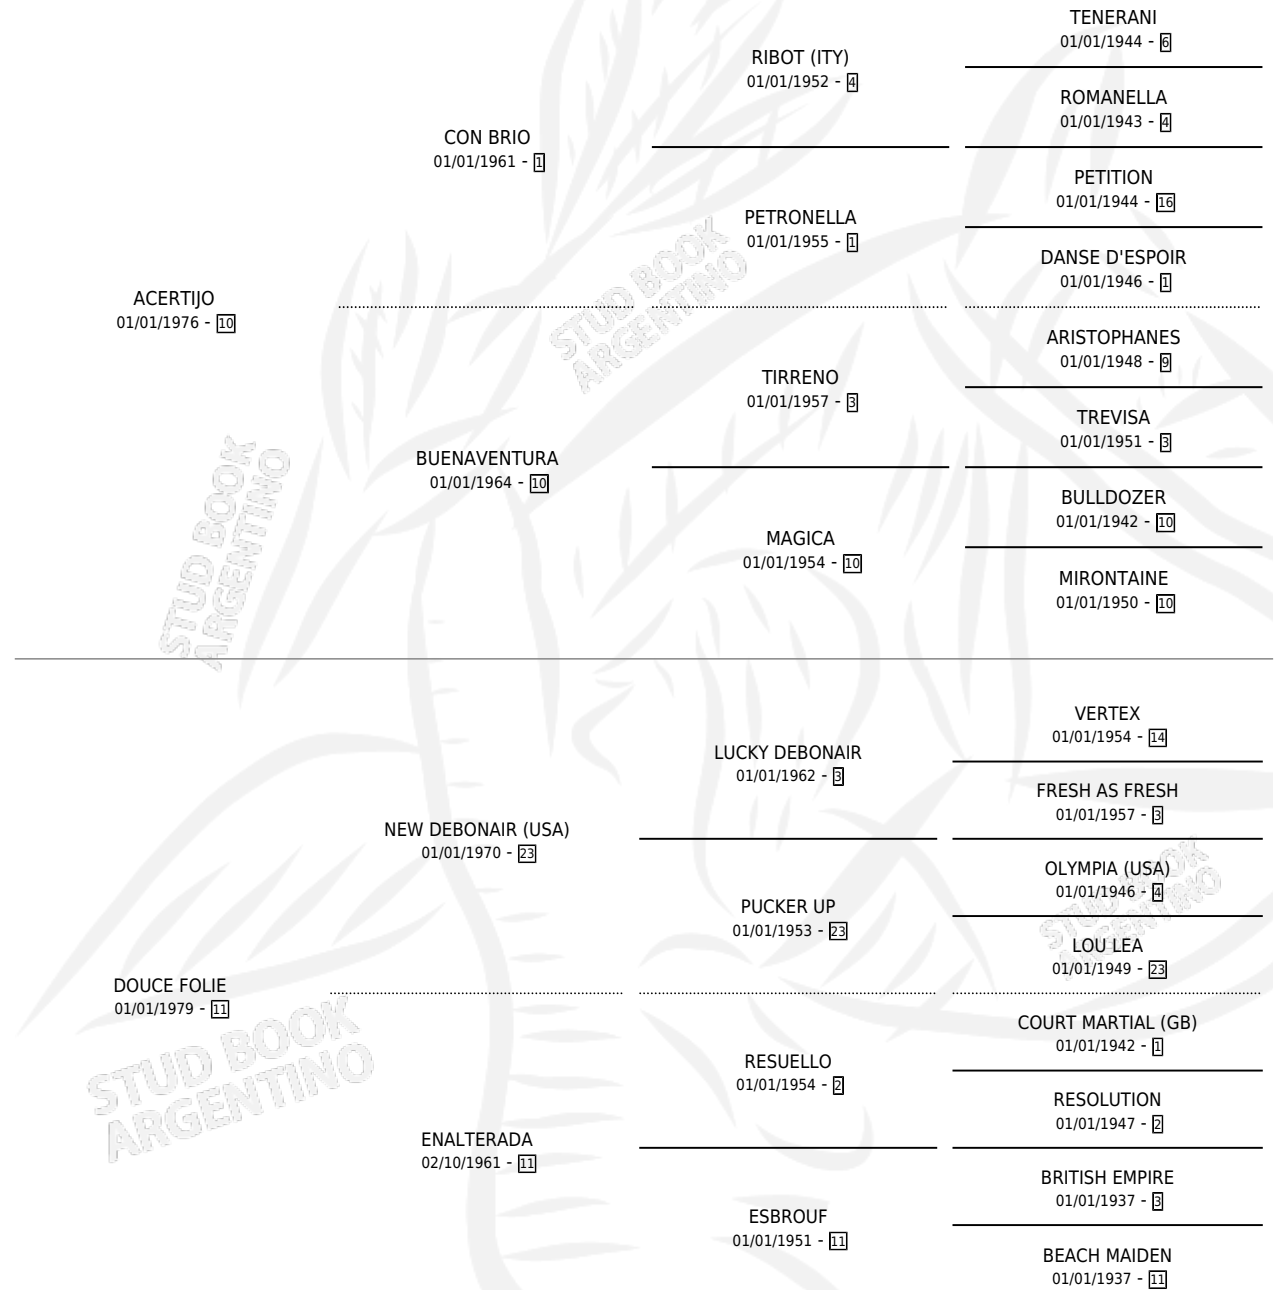 TENERANI
01/01/1944 - 6
RIBOT (ITY)
01/01/1952 - 4
ROMANELLA
01/01/1943 - 4
CON BRIO
01/01/1961 - 1
PETITION
01/01/1944 - 16
PETRONELLA
01/01/1955 - 1
DANSE D'ESPOIR
01/01/1946 - 1
ACERTIJO
01/01/1976 - 10
STUD BOOK
ARGENTINO
ARISTOPHANES
01/01/1948 - 9
TIRRENO
01/01/1957 - 3
TREVISA
01/01/1951 - 3
BUENAVENTURA
01/01/1964 - 10
BULLDOZER
01/01/1942 - 10
MAGICA
01/01/1954 - 10
MIRONTAINE
01/01/1950 - 10
STUD BOOK
ARGENTINO
VERTEX
01/01/1954 - 14
LUCKY DEBONAIR
01/01/1962 - 3
FRESH AS FRESH
01/01/1957 - 3
NEW DEBONAIR (USA)
01/01/1970 - 23
OLYMPIA (USA)
01/01/1946 - 4
PUCKER UP
01/01/1953 - 23
LOU LEA
01/01/1949 - 23
STUD BOOK
ARGENTINO
DOUCE FOLIE
01/01/1979 - 11
COURT MARTIAL (GB)
01/01/1942 - 1
RESUELLO
01/01/1954 - 2
RESOLUTION
01/01/1947 - 2
STUD BOOK
ARGENTINO
ENALTERADA
02/10/1961 - 11
BRITISH EMPIRE
01/01/1937 - 3
ESBROUF
01/01/1951 - 11
BEACH MAIDEN
01/01/1937 - 11